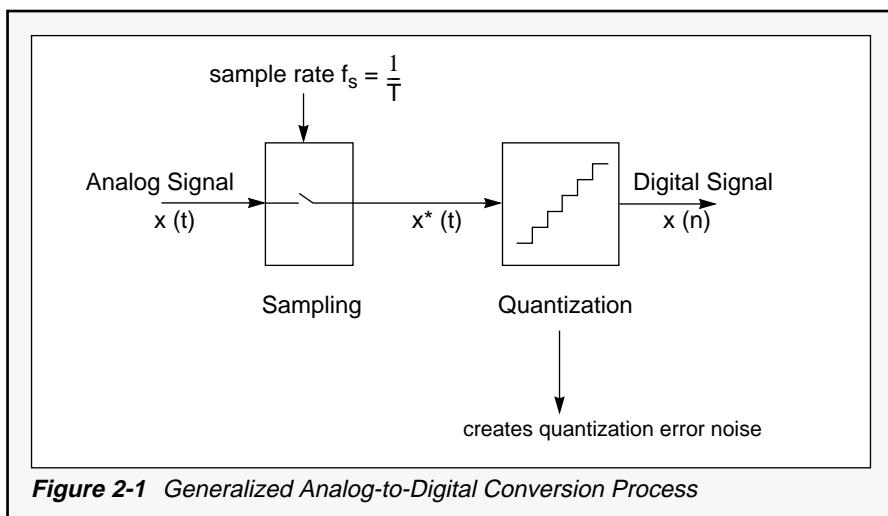 sample rate fs = 1/T
Analog Signal
x (t)
x* (t)
Digital Signal
x (n)
Sampling
Quantization
creates quantization error noise
Figure 2-1 Generalized Analog-to-Digital Conversion Process